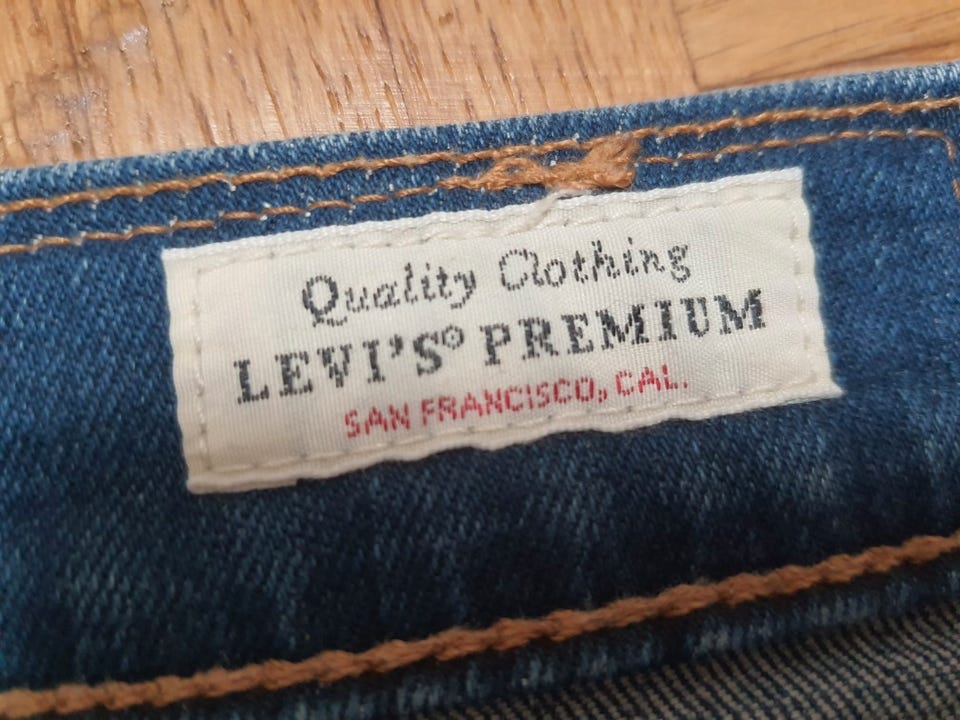 Quality Clothing
LEVI'S® PREMIUM
SAN FRANCISCO, CAL.